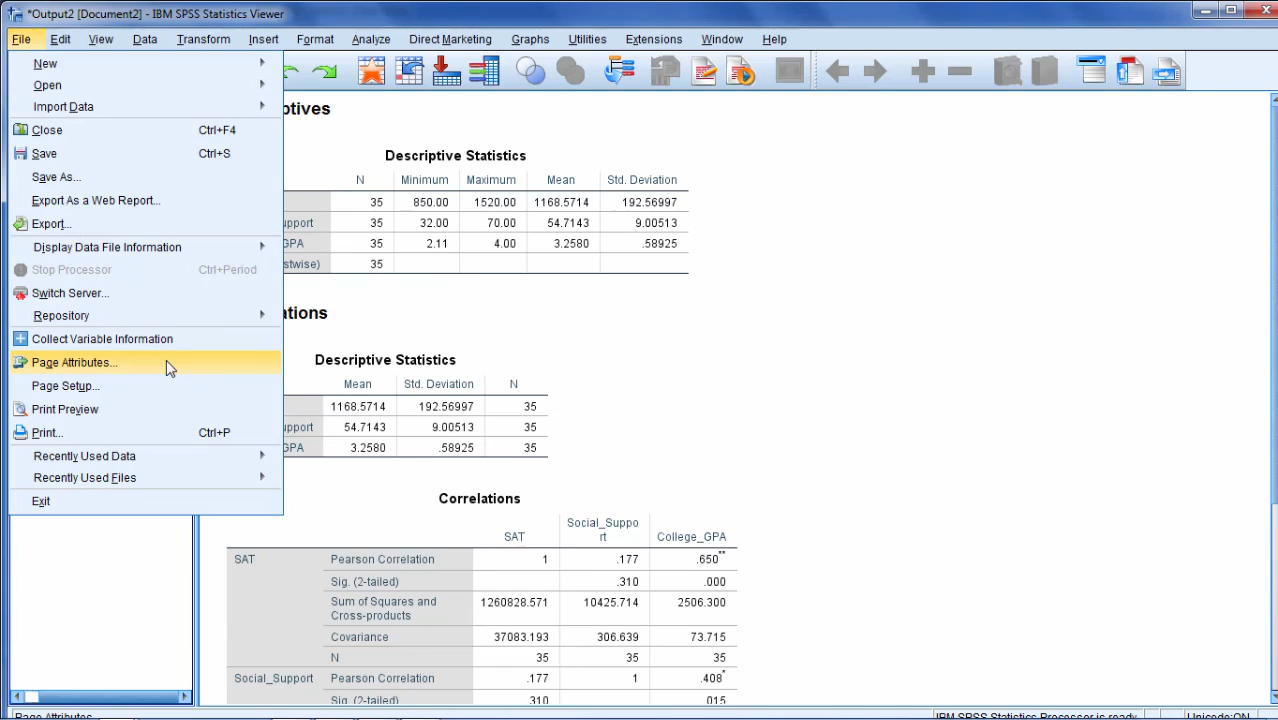 *Output2 [Document2] - IBM SPSS Statistics Viewer
File Edit View Data Transform Insert Format Analyze Direct Marketing Graphs Utilities Extensions Window Help
New
Open
Import Data
Close Ctrl+F4
Save Ctrl+S
Save As...
Export As a Web Report...
Export...
Display Data File Information
Stop Processor Ctrl+Period
Switch Server...
Repository
Collect Variable Information
Page Attributes...
Page Setup...
Print Preview
Print... Ctrl+P
Recently Used Data
Recently Used Files
Exit
ptives
Descriptive Statistics
N Minimum Maximum Mean Std. Deviation
35 850.00 1520.00 1168.5714 192.56997
upport 35 32.00 70.00 54.7143 9.00513
GPA 35 2.11 4.00 3.2580 .58925
stwise) 35
ations
Descriptive Statistics
Mean Std. Deviation N
1168.5714 192.56997 35
upport 54.7143 9.00513 35
GPA 3.2580 .58925 35
Correlations
SAT Social_Suppo
rt College_GPA
SAT Pearson Correlation 1 .177 .650**
Sig. (2-tailed) .310 .000
Sum of Squares and
Cross-products 1260828.571 10425.714 2506.300
Covariance 37083.193 306.639 73.715
N 35 35 35
Social_Support Pearson Correlation .177 1 .408*
Sig. (2-tailed) .310 .015
Page Attributes IBM SPSS Statistics Processor is ready Unicode:ON